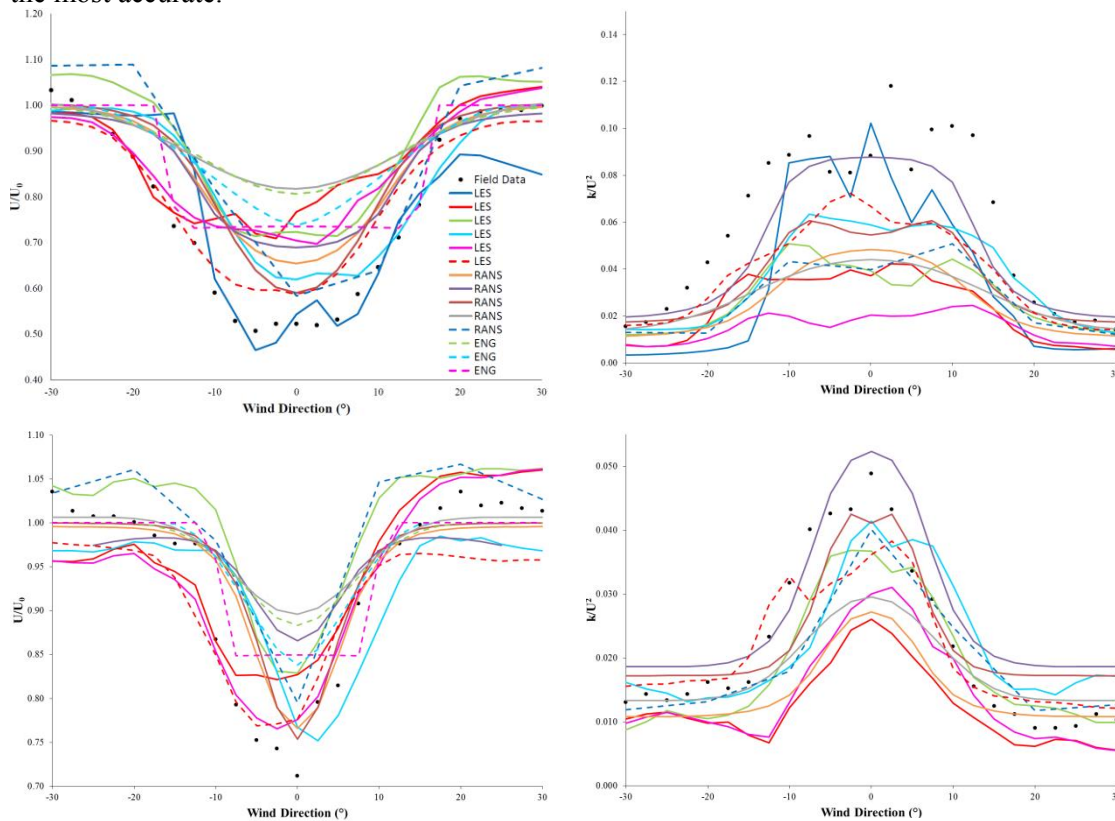 the most accurate.
1.20
1.10
1.00
0.90
0.80
0.70
0.60
0.50
0.40
U/U0
-30 -20 -10 0 10 20 30
Wind Direction (°)
Field Data
LES
LES
LES
LES
LES
LES
RANS
RANS
RANS
RANS
RANS
ENG
ENG
ENG
0.14
0.12
0.10
0.08
0.06
0.04
0.02
0.00
k/U²
-30 -20 -10 0 10 20 30
Wind Direction (°)
1.10
1.05
1.00
0.95
0.90
0.85
0.80
0.75
0.70
U/U0
-30 -20 -10 0 10 20 30
Wind Direction (°)
0.050
0.040
0.030
0.020
0.010
0.000
k/U²
-30 -20 -10 0 10 20 30
Wind Direction (°)